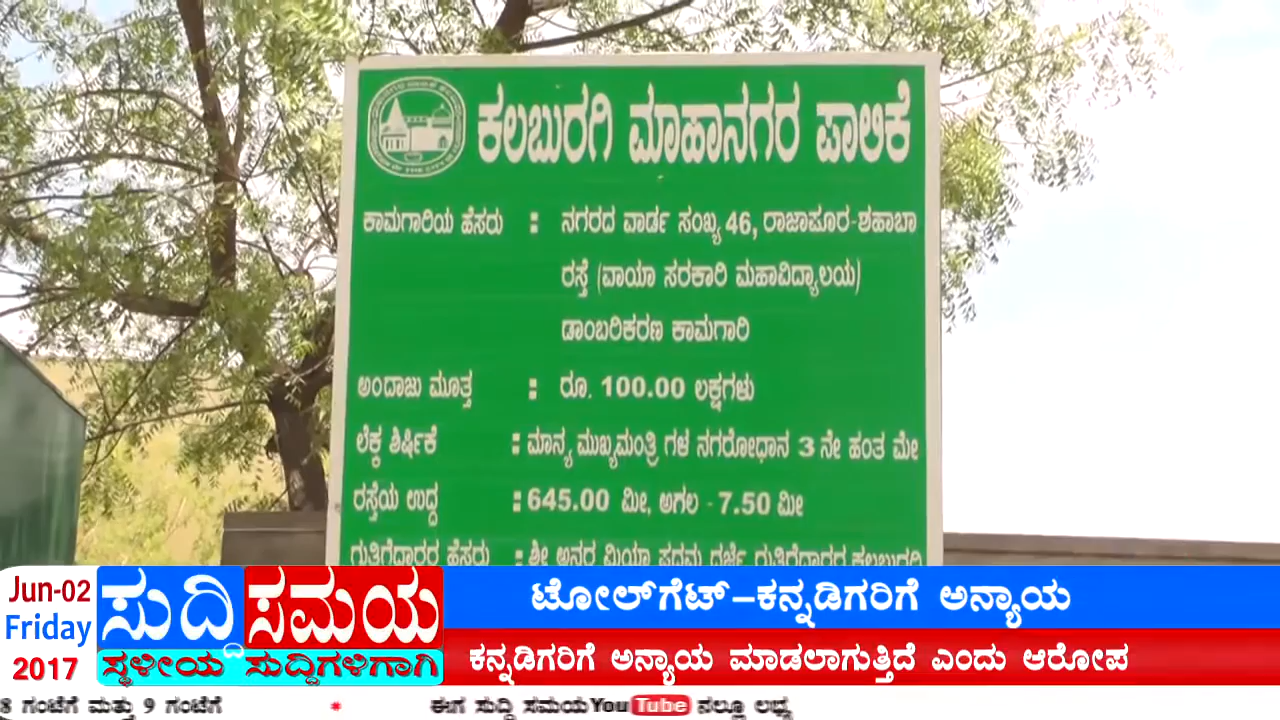 ಕಲಬುರಗಿ ಮಾಹಾನಗರ ಪಾಲಿಕೆ
ಕಾಮಗಾರಿಯ ಹೆಸರು : ನಗರದ ವಾರ್ಡ ಸಂಖ್ಯ 46, ರಾಜಾಪೂರ-ಶಹಾಬಾ
ರಸ್ತೆ (ವಾಯಾ ಸರಕಾರಿ ಮಹಾವಿದ್ಯಾಲಯ)
ಡಾಂಬರಿಕರಣ ಕಾಮಗಾರಿ
ಅಂದಾಜು ಮೂತ್ತ : ರೂ. 100.00 ಲಕ್ಷಗಳು
ಲೆಕ್ಕ ಶಿರ್ಷಿಕೆ : ಮಾನ್ಯ ಮುಖ್ಯಮಂತ್ರಿ ಗಳ ನಗರೋಧಾನ 3 ನೇ ಹಂತ ಮೇ
ರಸ್ತೆಯ ಉದ್ದ : 645.00 ಮೀ, ಅಗಲ - 7.50 ಮೀ
ಗುತಿಗೆದಾರರ ಹೆಸರು : ಶ್ರೀ
Jun-02
Friday
2017
ಸುದ್ದಿ ಸಮಯ
ಸ್ಥಳೀಯ ಸುದ್ದಿಗಳಿಗಾಗಿ
ಟೋಲ್‌ಗೆಟ್-ಕನ್ನಡಿಗರಿಗೆ ಅನ್ಯಾಯ
ಕನ್ನಡಿಗರಿಗೆ ಅನ್ಯಾಯ ಮಾಡಲಾಗುತ್ತಿದೆ ಎಂದು ಆರೋಪ
8 ಗಂಟೆಗೆ ಮತ್ತು 9 ಗಂಟೆಗೆ * ಈಗ ಸುದ್ದಿ ಸಮಯ YouTube ನಲ್ಲೂ ಲಭ್ಯ